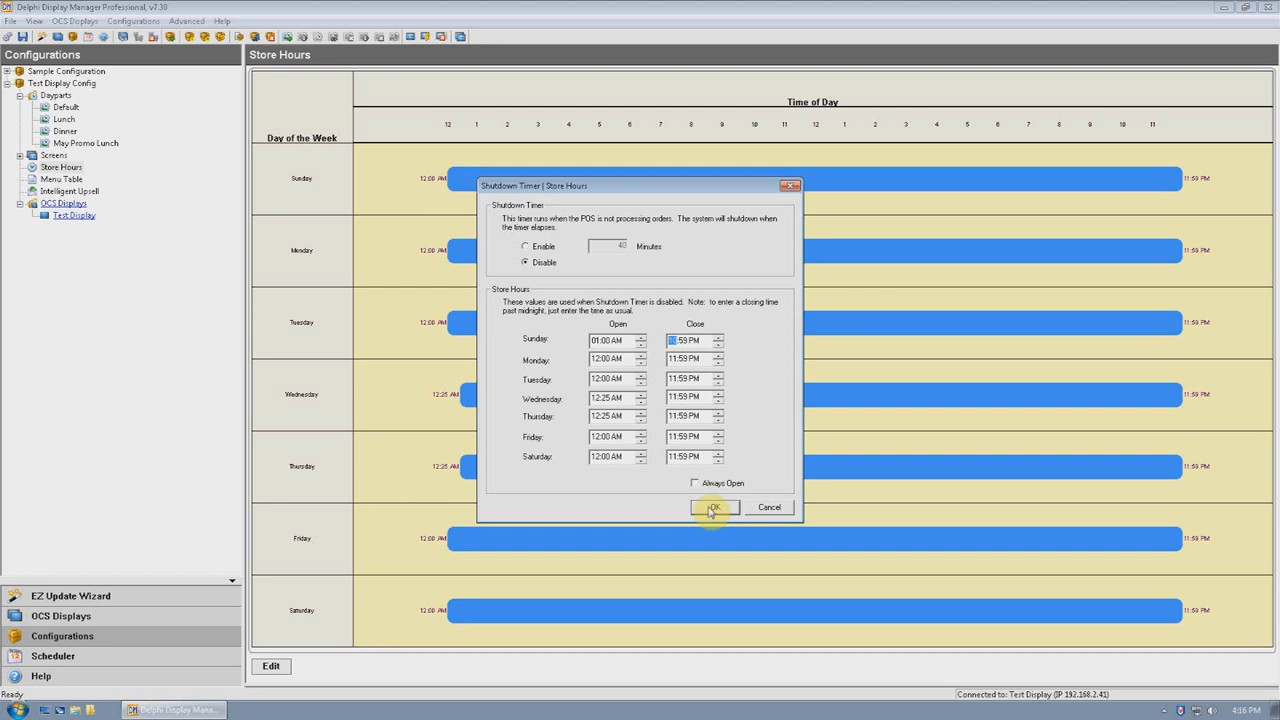 Delphi Display Manager Professional, v7.30
File View OCS Displays Configurations Advanced Help
Configurations
Sample Configuration
Test Display Config
Dayparts
Default
Lunch
Dinner
May Promo Lunch
Screens
Store Hours
Menu Table
Intelligent Upsell
OCS Displays
Test Display
EZ Update Wizard
OCS Displays
Configurations
Scheduler
Help
Store Hours
Time of Day
Day of the Week
12 1 2 3 4 5 6 7 8 9 10 11 12 1 2 3 4 5 6 7 8 9 10 11
Sunday 12:00 AM 11:59 PM
Monday 12:00 AM 11:59 PM
Tuesday 12:00 AM 11:59 PM
Wednesday 12:25 AM 11:59 PM
Thursday 12:25 AM 11:59 PM
Friday 12:00 AM 11:59 PM
Saturday 12:00 AM 11:59 PM
Edit
Shutdown Timer | Store Hours
Shutdown Timer
This timer runs when the POS is not processing orders. The system will shutdown when
the timer elapses.
Enable 40 Minutes
Disable
Store Hours
These values are used when Shutdown Timer is disabled. Note: to enter a closing time
past midnight, just enter the time as usual.
Open Close
Sunday: 01:00 AM 10:59 PM
Monday: 12:00 AM 11:59 PM
Tuesday: 12:00 AM 11:59 PM
Wednesday: 12:25 AM 11:59 PM
Thursday: 12:25 AM 11:59 PM
Friday: 12:00 AM 11:59 PM
Saturday: 12:00 AM 11:59 PM
Always Open
OK Cancel
Ready
Connected to: Test Display (IP 192.168.2.41)
Delphi Display Mana...
4:16 PM